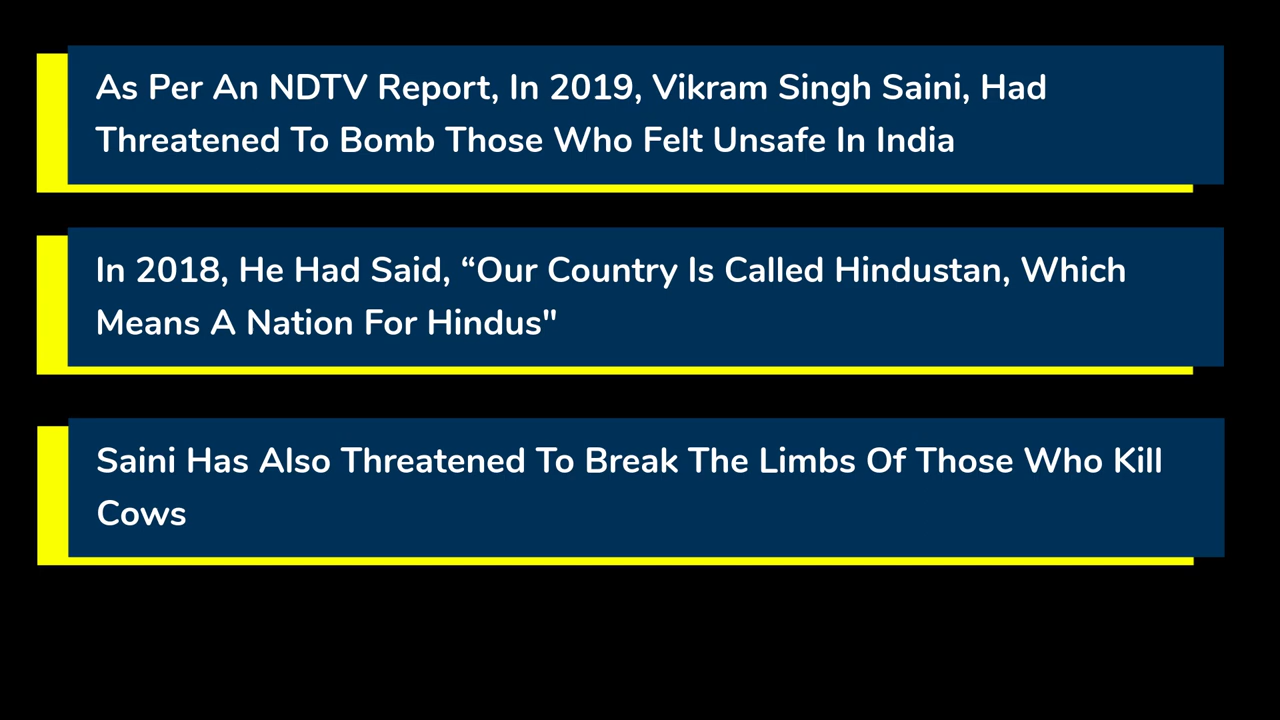 As Per An NDTV Report, In 2019, Vikram Singh Saini, Had
Threatened To Bomb Those Who Felt Unsafe In India
In 2018, He Had Said, “Our Country Is Called Hindustan, Which
Means A Nation For Hindus"
Saini Has Also Threatened To Break The Limbs Of Those Who Kill
Cows